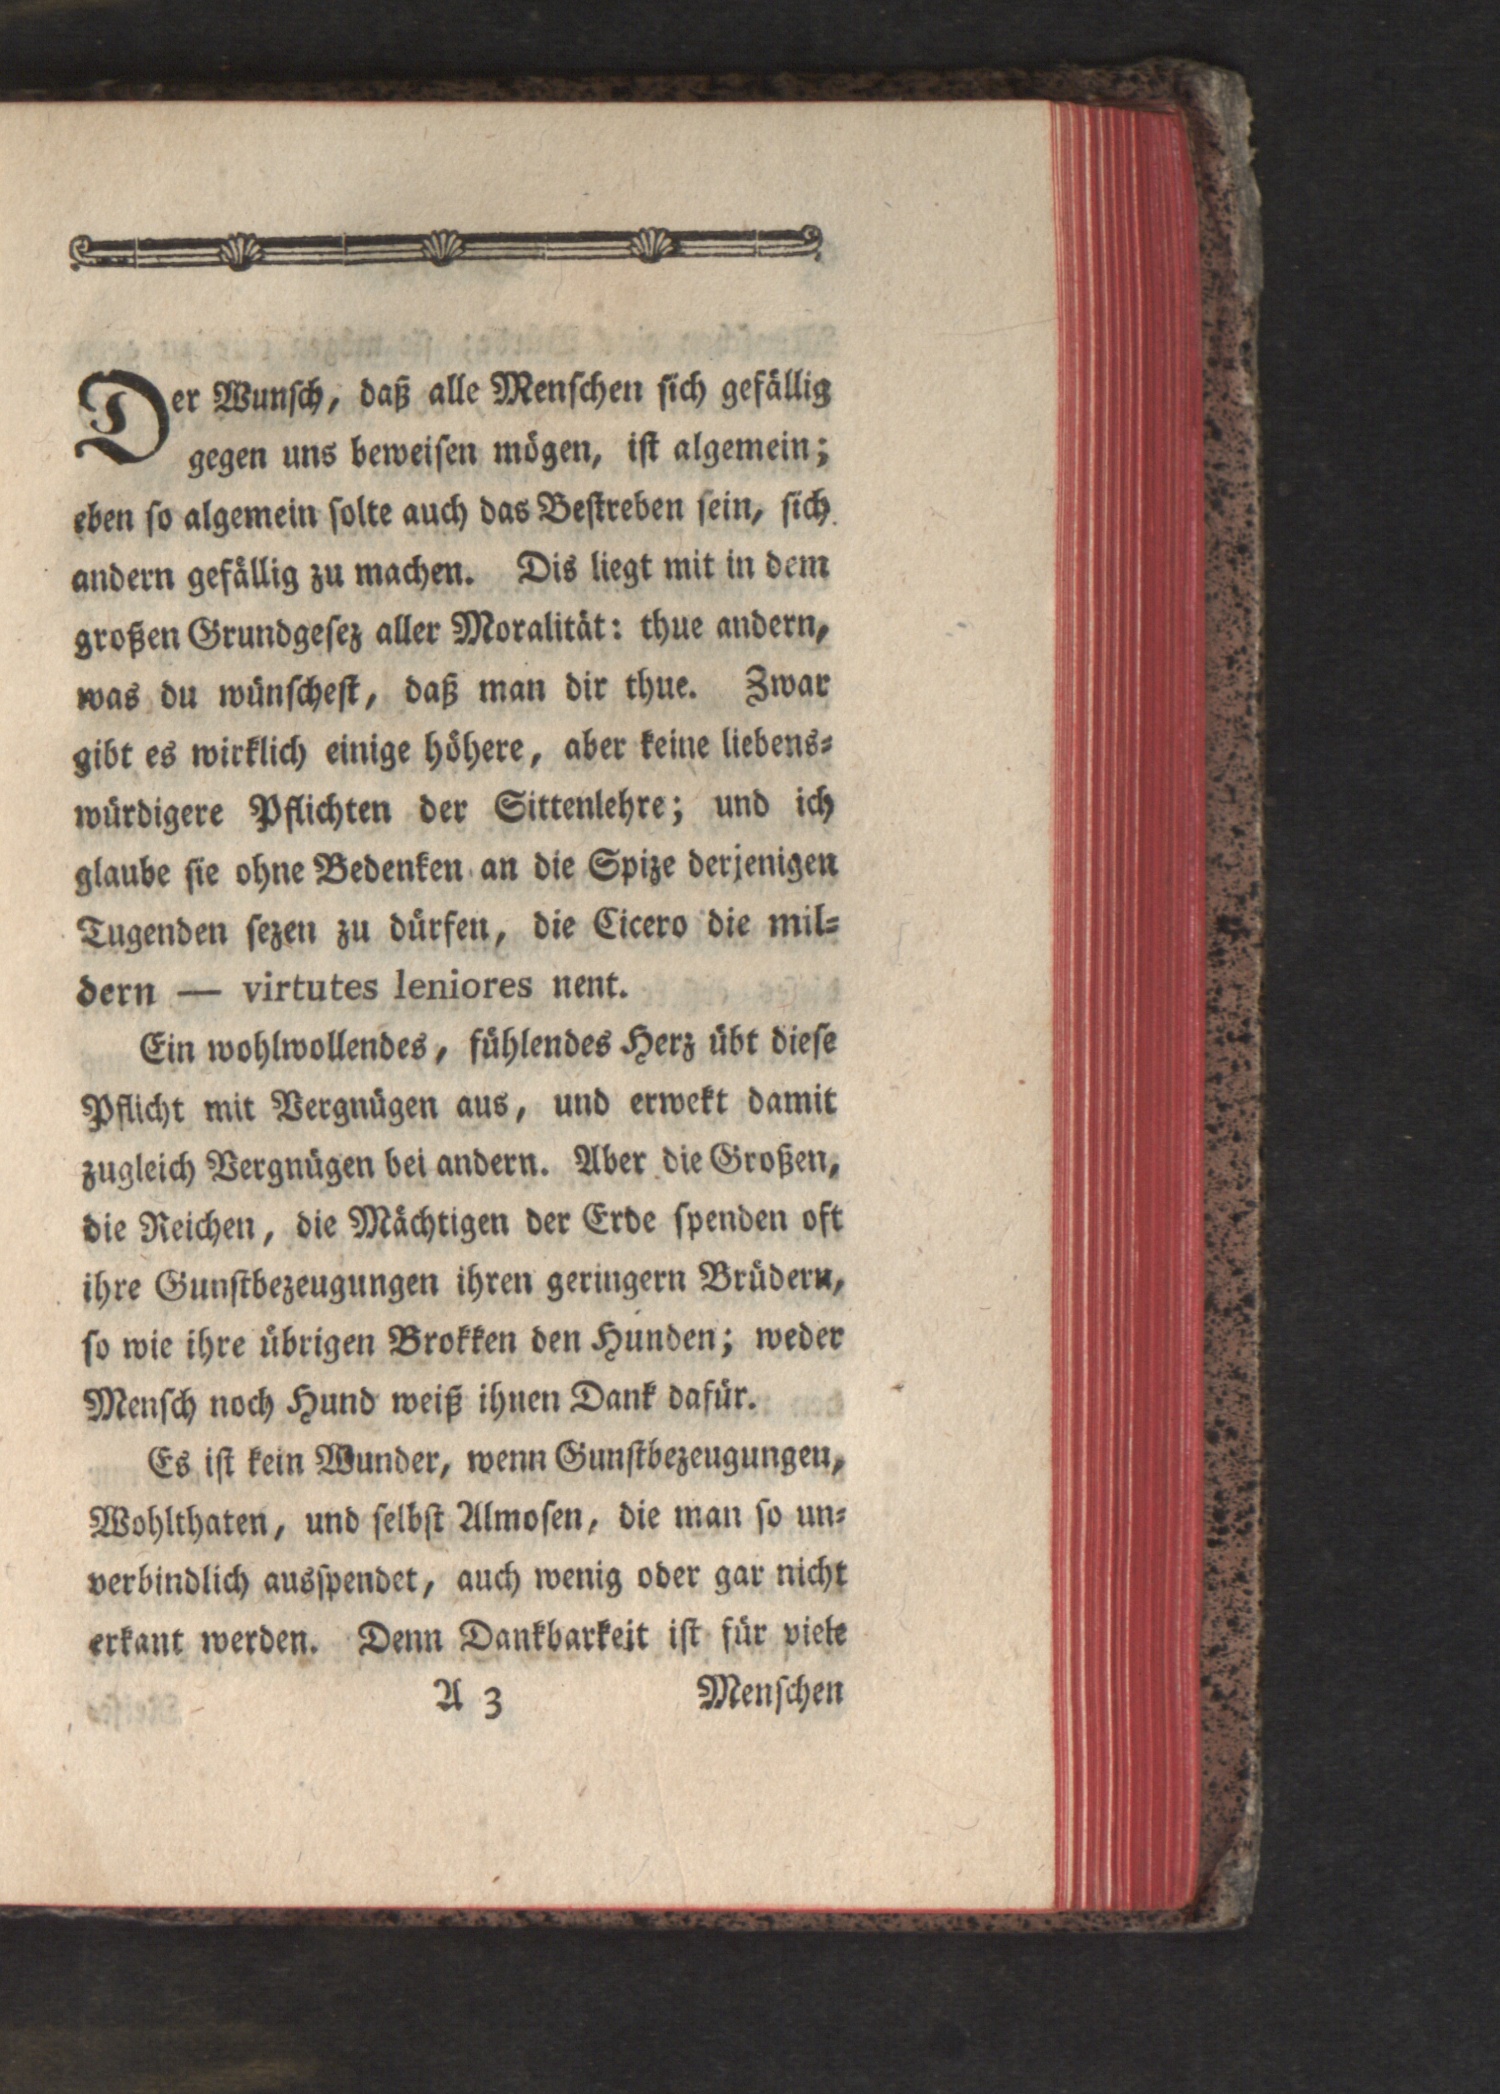 Der Wunsch, daß alle Menschen sich gefällig
gegen uns beweisen mögen, ist algemein;
eben so algemein solte auch das Bestreben sein, sich
andern gefällig zu machen. Dis liegt mit in dem
großen Grundgesez aller Moralität: thue andern,
was du wünschest, daß man dir thue. Zwar
gibt es wirklich einige höhere, aber keine liebens-
würdigere Pflichten der Sittenlehre; und ich
glaube sie ohne Bedenken an die Spize derjenigen
Tugenden sezen zu dürfen, die Cicero die mil-
dern — virtutes leniores nent.
Ein wohlwollendes, fühlendes Herz übt diese
Pflicht mit Vergnügen aus, und erwekt damit
zugleich Vergnügen bei andern. Aber die Großen,
die Reichen, die Mächtigen der Erde spenden oft
ihre Gunstbezeugungen ihren geringern Brüdern,
so wie ihre übrigen Brokken den Hunden; weder
Mensch noch Hund weiß ihnen Dank dafür.
Es ist kein Wunder, wenn Gunstbezeugungen,
Wohlthaten, und selbst Almosen, die man so un-
verbindlich ausspendet, auch wenig oder gar nicht
erkant werden. Denn Dankbarkeit ist für viele
A 3 Menschen